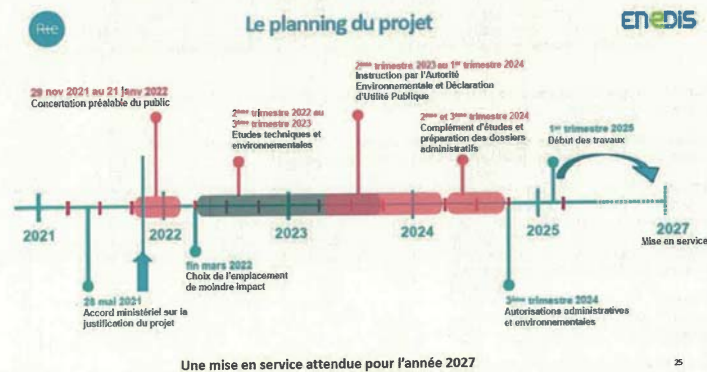 Rte
Le planning du projet
ENEDIS
29 nov 2021 au 21 janv 2022
Concertation préalable du public
2ème trimestre 2022 au
3ème trimestre 2023
Etudes techniques et
environnementales
2ème trimestre 2023 au 1er trimestre 2024
Instruction par l'Autorité
Environnementale et Déclaration
d'Utilité Publique
2ème et 3ème trimestre 2024
Complément d'études et
préparation des dossiers
administratifs
1er trimestre 2025
Début des travaux
2021
2022
2023
2024
2025
2027
Mise en service
28 mai 2021
Accord ministériel sur la
justification du projet
fin mars 2022
Choix de l'emplacement
de moindre impact
3ème trimestre 2024
Autorisations administratives
et environnementales
Une mise en service attendue pour l'année 2027
25